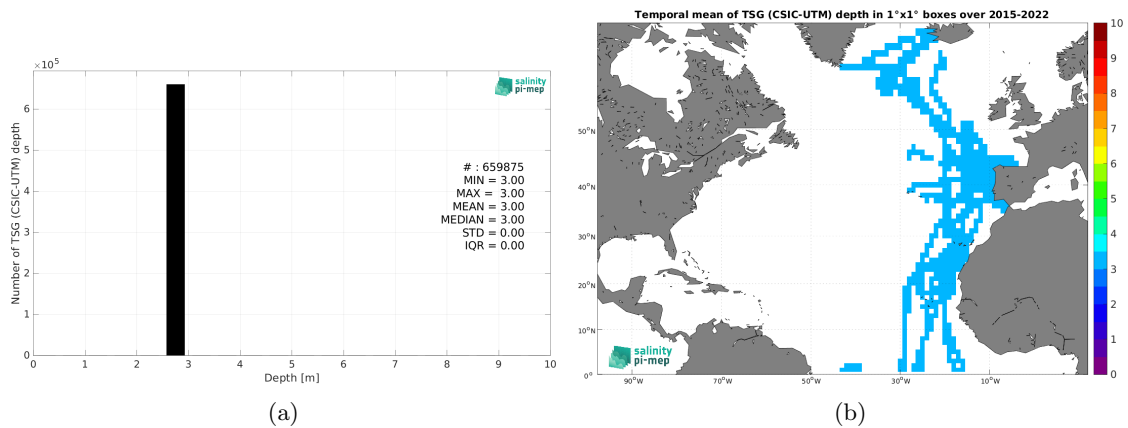 ×10⁵
6
5
4
3
2
1
0
Number of TSG (CSIC-UTM) depth
salinity
pi-mep
# : 659875
MIN = 3.00
MAX = 3.00
MEAN = 3.00
MEDIAN = 3.00
STD = 0.00
IQR = 0.00
0 1 2 3 4 5 6 7 8 9 10
Depth [m]
(a)
Temporal mean of TSG (CSIC-UTM) depth in 1°x1° boxes over 2015-2022
50°N
40°N
30°N
20°N
10°N
0°
90°W 70°W 50°W 30°W 10°W
salinity
pi-mep
10
9
8
7
6
5
4
3
2
1
0
(b)